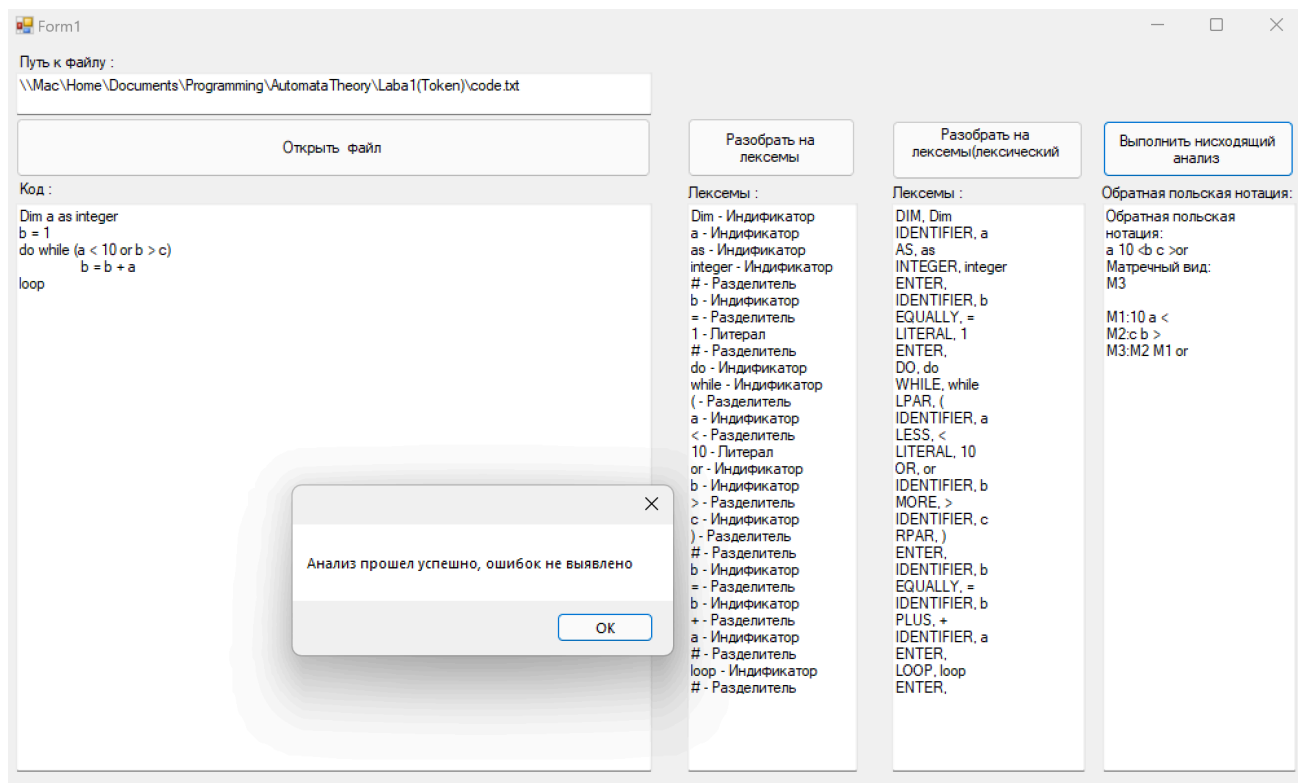 Form1
Путь к файлу :
\\Mac\Home\Documents\Programming\AutomataTheory\Laba1(Token)\code.txt
Открыть файл
Код :
Dim a as integer
b = 1
do while (a < 10 or b > c)
b = b + a
loop
Анализ прошел успешно, ошибок не выявлено
OK
Разобрать на
лексемы
Лексемы :
Dim - Индификатор
a - Индификатор
as - Индификатор
integer - Индификатор
# - Разделитель
b - Индификатор
= - Разделитель
1 - Литерал
# - Разделитель
do - Индификатор
while - Индификатор
( - Разделитель
a - Индификатор
< - Разделитель
10 - Литерал
or - Индификатор
b - Индификатор
> - Разделитель
c - Индификатор
) - Разделитель
# - Разделитель
b - Индификатор
= - Разделитель
b - Индификатор
+ - Разделитель
a - Индификатор
# - Разделитель
loop - Индификатор
# - Разделитель
Разобрать на
лексемы(лексический
Лексемы :
DIM, Dim
IDENTIFIER, a
AS, as
INTEGER, integer
ENTER,
IDENTIFIER, b
EQUALLY, =
LITERAL, 1
ENTER,
DO, do
WHILE, while
LPAR, (
IDENTIFIER, a
LESS, <
LITERAL, 10
OR, or
IDENTIFIER, b
MORE, >
IDENTIFIER, c
RPAR, )
ENTER,
IDENTIFIER, b
EQUALLY, =
IDENTIFIER, b
PLUS, +
IDENTIFIER, a
ENTER,
LOOP, loop
ENTER,
Выполнить нисходящий
анализ
Обратная польская нотация:
Обратная польская
нотация:
a 10 <b c >or
Матречный вид:
M3
M1:10 a <
M2:c b >
M3:M2 M1 or